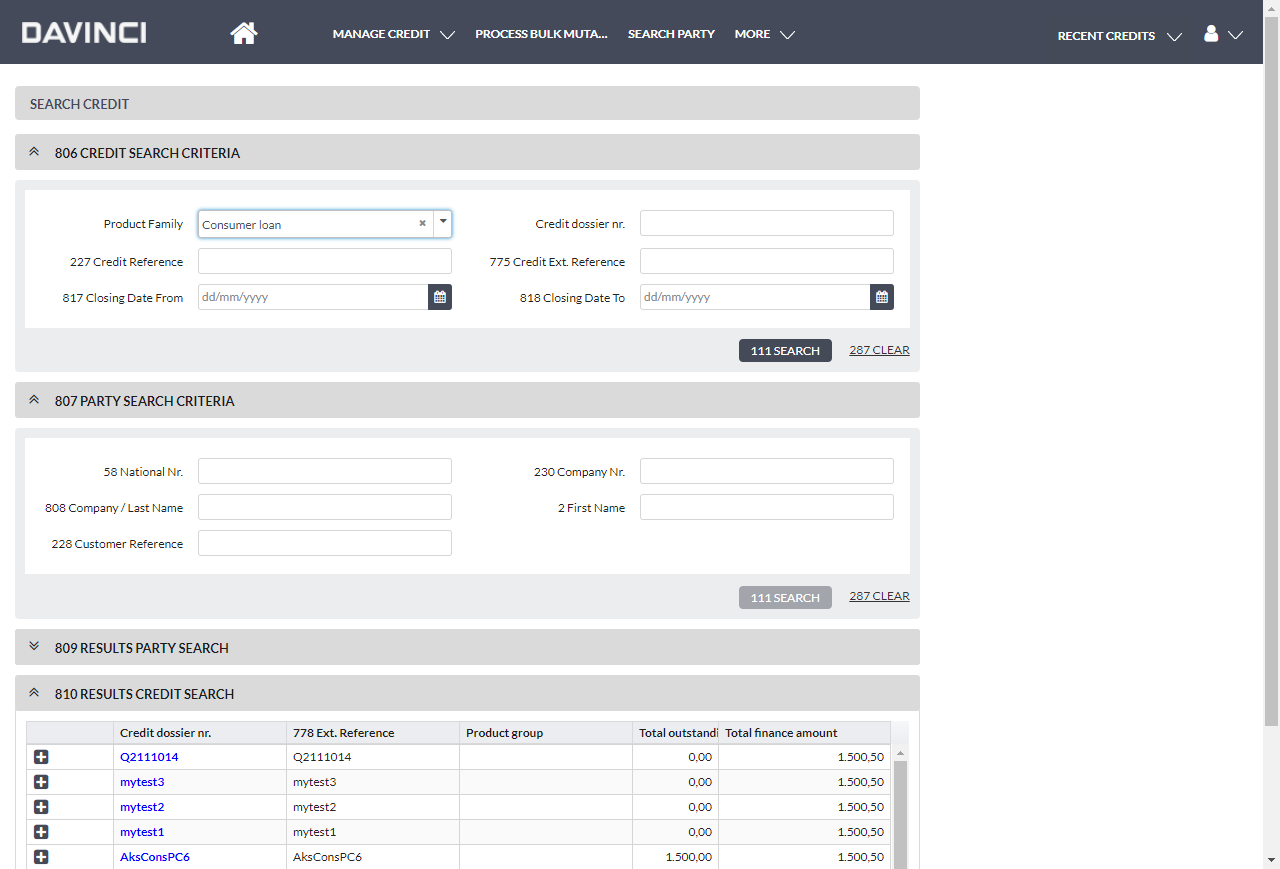 DAVINCI MANAGE CREDIT PROCESS BULK MUTA... SEARCH PARTY MORE RECENT CREDITS
SEARCH CREDIT
806 CREDIT SEARCH CRITERIA
Product Family Consumer loan Credit dossier nr.
227 Credit Reference 775 Credit Ext. Reference
817 Closing Date From dd/mm/yyyy 818 Closing Date To dd/mm/yyyy
111 SEARCH 287 CLEAR
807 PARTY SEARCH CRITERIA
58 National Nr. 230 Company Nr.
808 Company / Last Name 2 First Name
228 Customer Reference
111 SEARCH 287 CLEAR
809 RESULTS PARTY SEARCH
810 RESULTS CREDIT SEARCH
Credit dossier nr. 778 Ext. Reference Product group Total outstandi Total finance amount
Q2111014 Q2111014 0,00 1.500,50
mytest3 mytest3 0,00 1.500,50
mytest2 mytest2 0,00 1.500,50
mytest1 mytest1 0,00 1.500,50
AksConsPC6 AksConsPC6 1.500,00 1.500,50